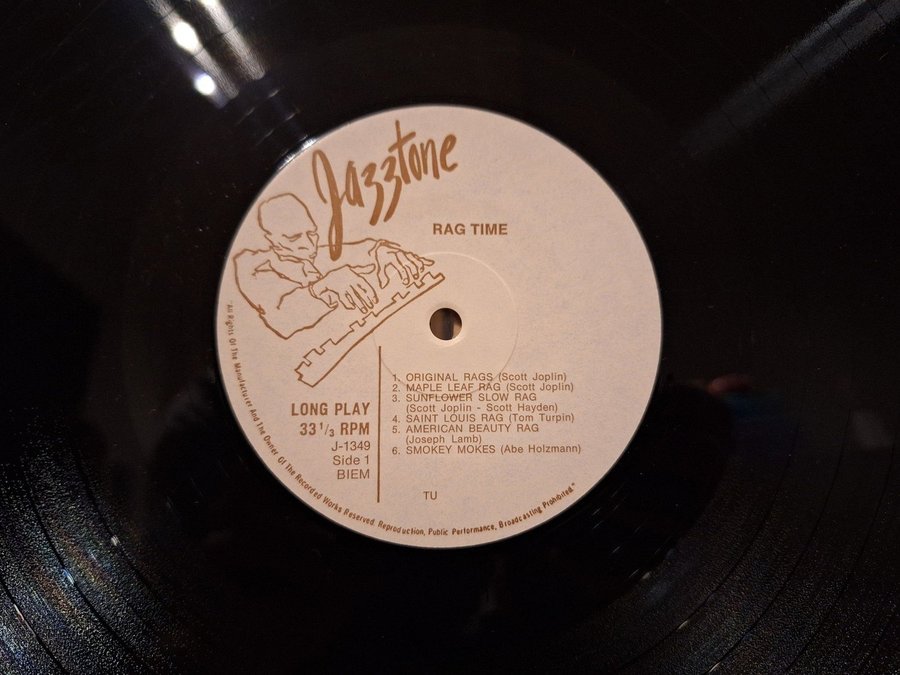 Jazztone
RAG TIME
1. ORIGINAL RAGS (Scott Joplin)
2. MAPLE LEAF RAG (Scott Joplin)
3. SUNFLOWER SLOW RAG
(Scott Joplin - Scott Hayden)
4. SAINT LOUIS RAG (Tom Turpin)
5. AMERICAN BEAUTY RAG
(Joseph Lamb)
6. SMOKEY MOKES (Abe Holzmann)
LONG PLAY
33 1/3 RPM
J-1349
Side 1
BIEM
TU
"All Rights Of The Manufacturer And The Owner Of The Recorded Works Reserved. Reproduction, Public Performance, Broadcasting Prohibited."